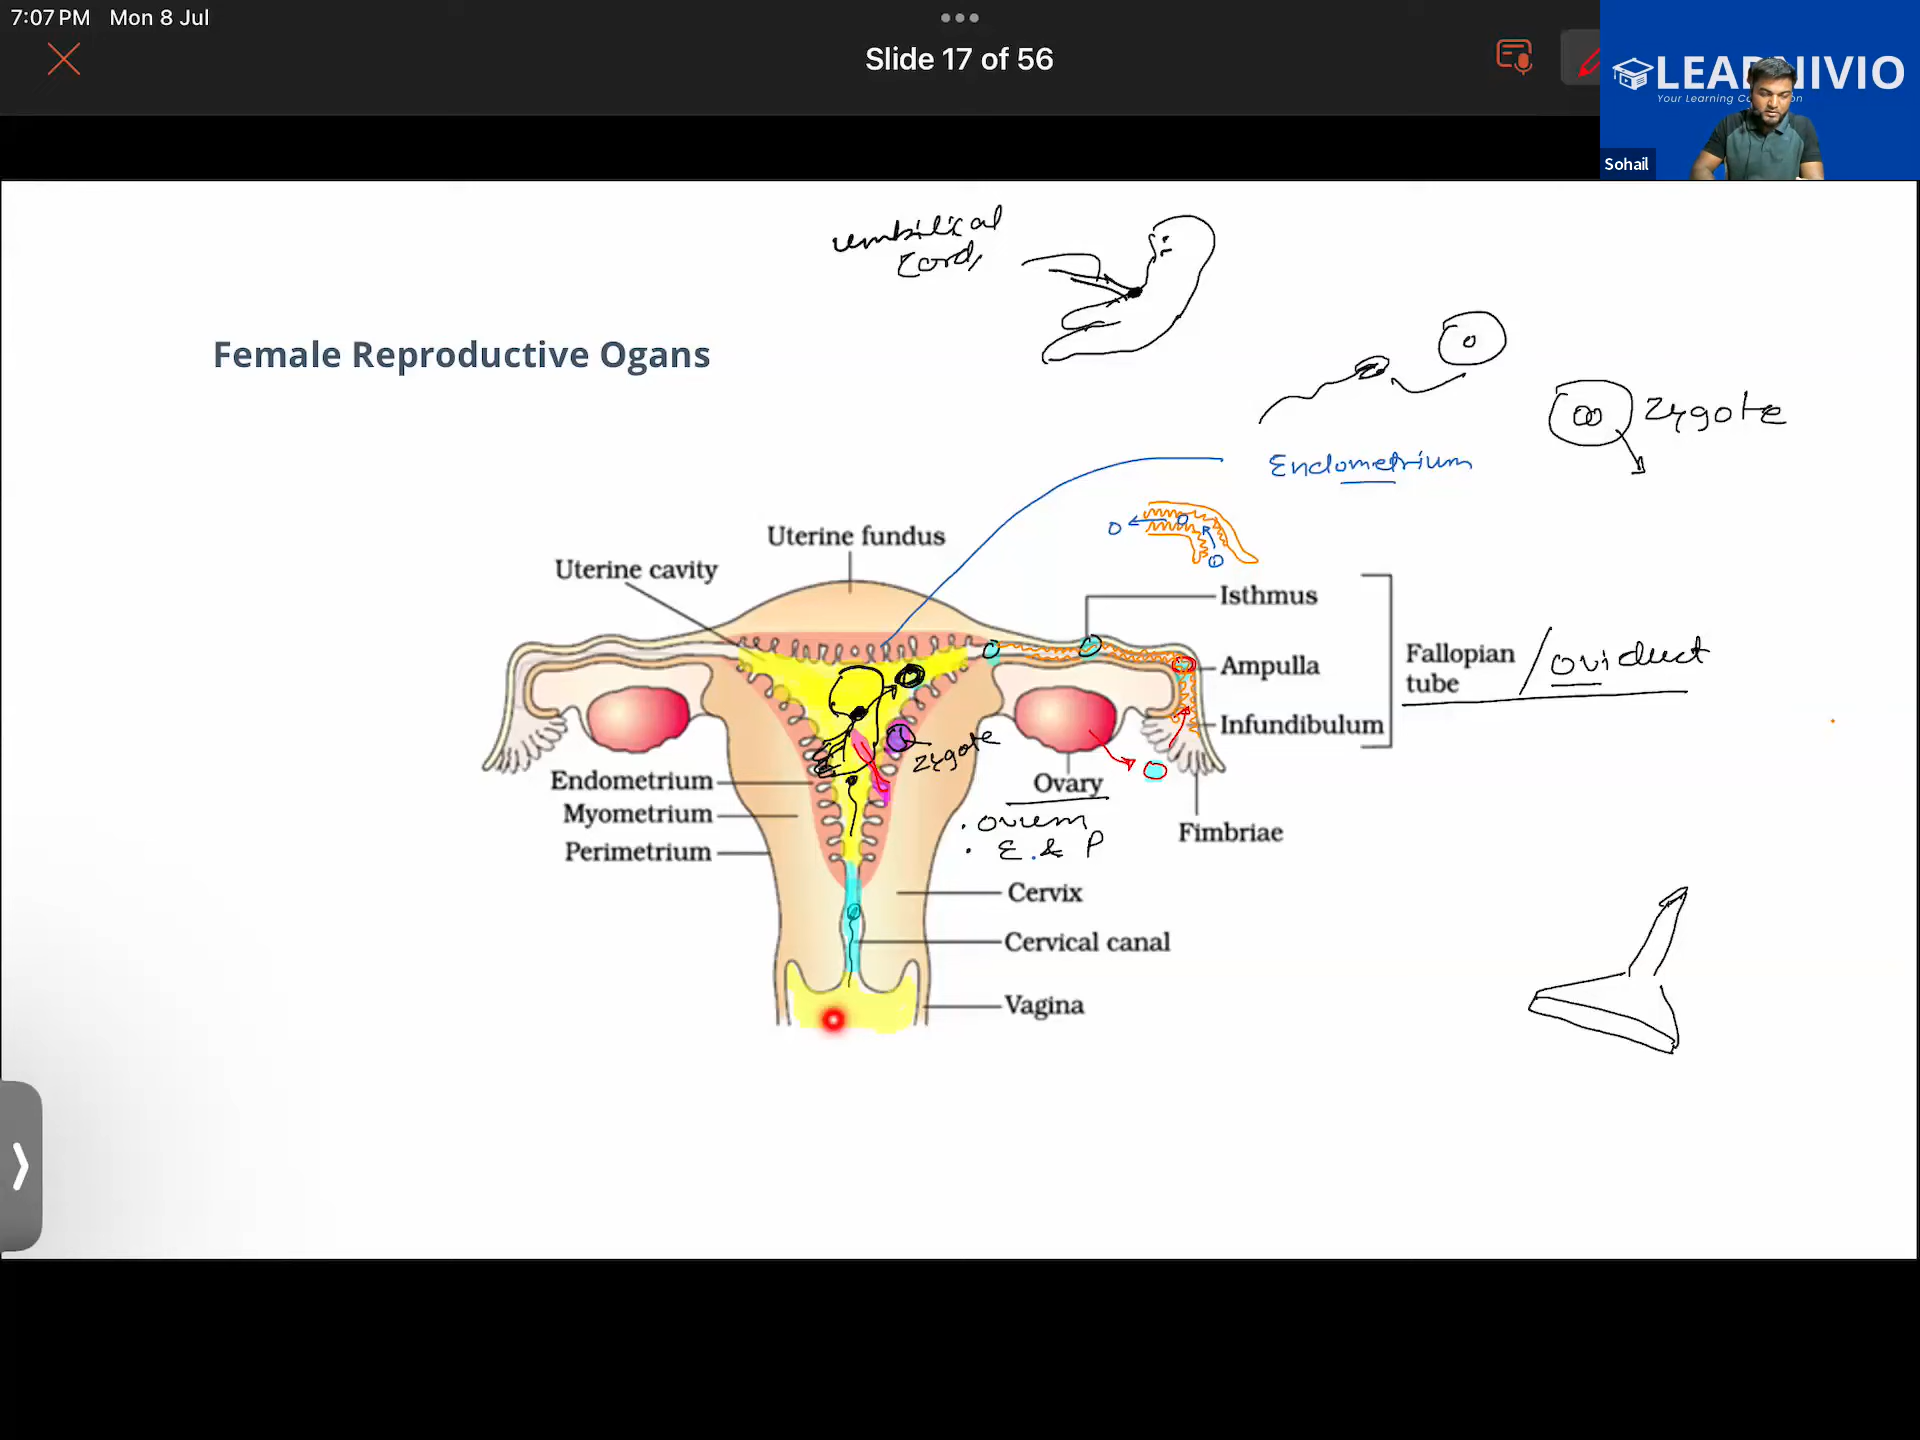 7:07 PM Mon 8 Jul
Slide 17 of 56
LEARNIVIO
Your Learning Co
Sohail
umbilical
cord,
Female Reproductive Ogans
zygote
Endometrium
Uterine fundus
Uterine cavity
Isthmus
Ampulla
Infundibulum
Fallopian
tube
/ oviduct
zygote
Endometrium
Myometrium
Perimetrium
Ovary
• ovum
• E & P
Fimbriae
Cervix
Cervical canal
Vagina